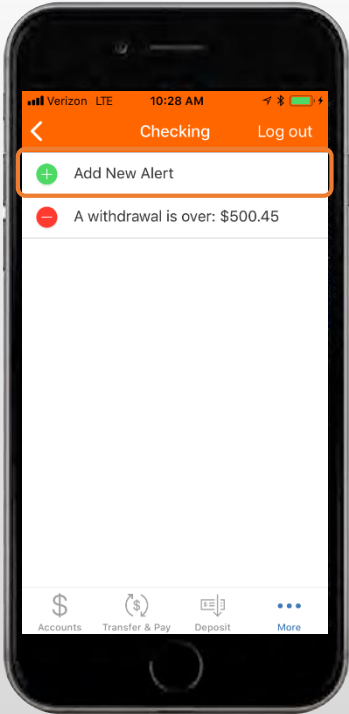 Verizon LTE 10:28 AM
Checking Log out
Add New Alert
A withdrawal is over: $500.45
Accounts Transfer & Pay Deposit More